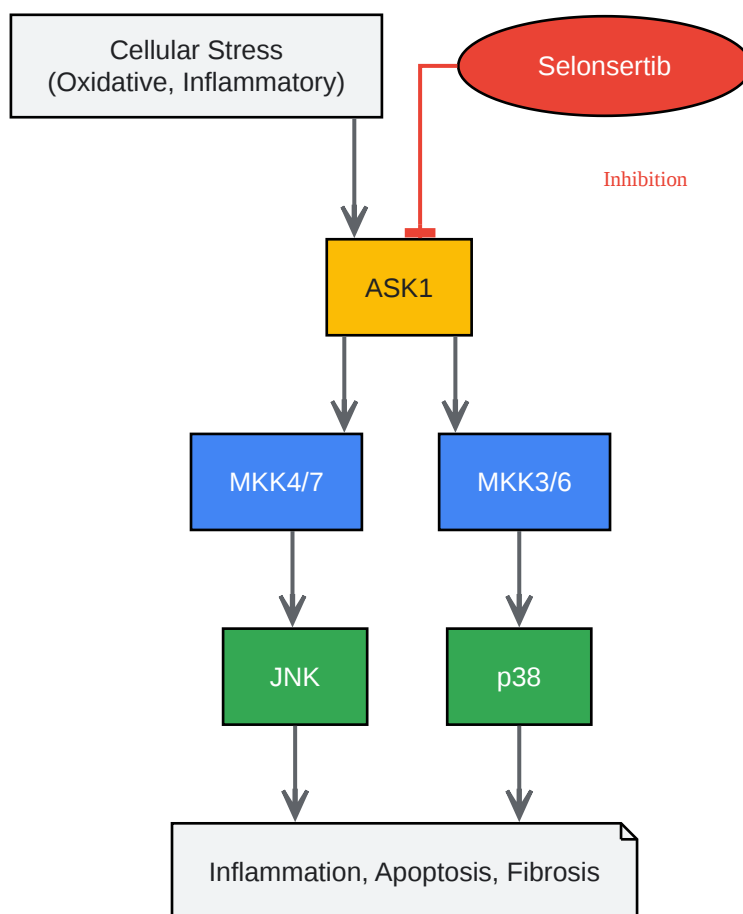 Cellular Stress
(Oxidative, Inflammatory)
Selonsertib
Inhibition
ASK1
MKK4/7
MKK3/6
JNK
p38
Inflammation, Apoptosis, Fibrosis